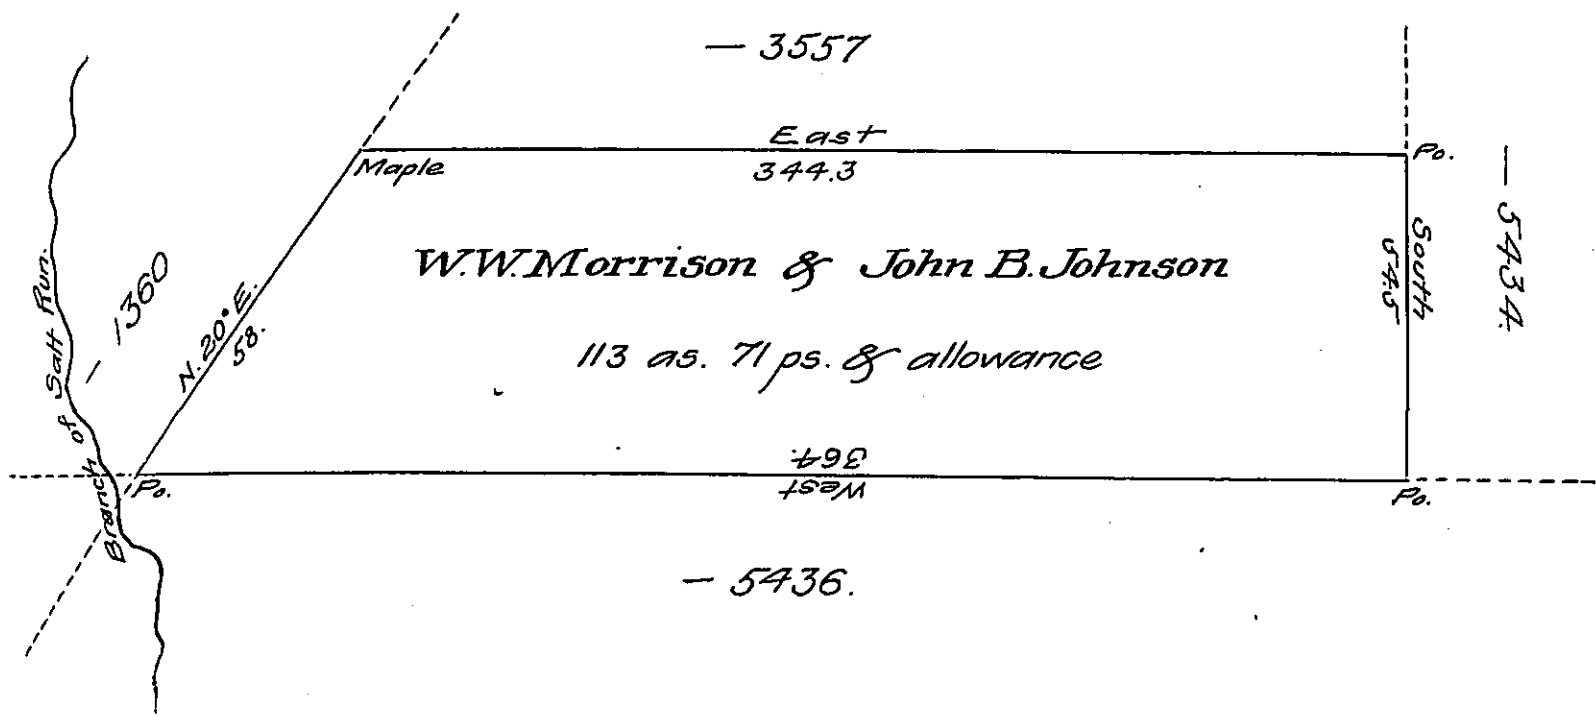 — 3557
East
344.3
Maple
Po.
South
54.5
— 5434.
W.W. Morrison & John B. Johnson
113 as. 71 ps. & allowance
N. 20° E.
58.
— 1360
Branch of Salt Run.
364.
West
Po.
Po.
— 5436.